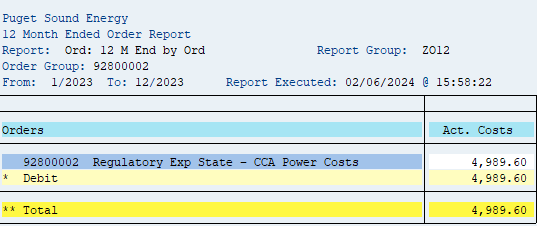 Puget Sound Energy
12 Month Ended Order Report
Report: Ord: 12 M End by Ord Report Group: ZO12
Order Group: 92800002
From: 1/2023 To: 12/2023 Report Executed: 02/06/2024 @ 15:58:22
Orders Act. Costs
92800002 Regulatory Exp State - CCA Power Costs 4,989.60
* Debit 4,989.60
** Total 4,989.60